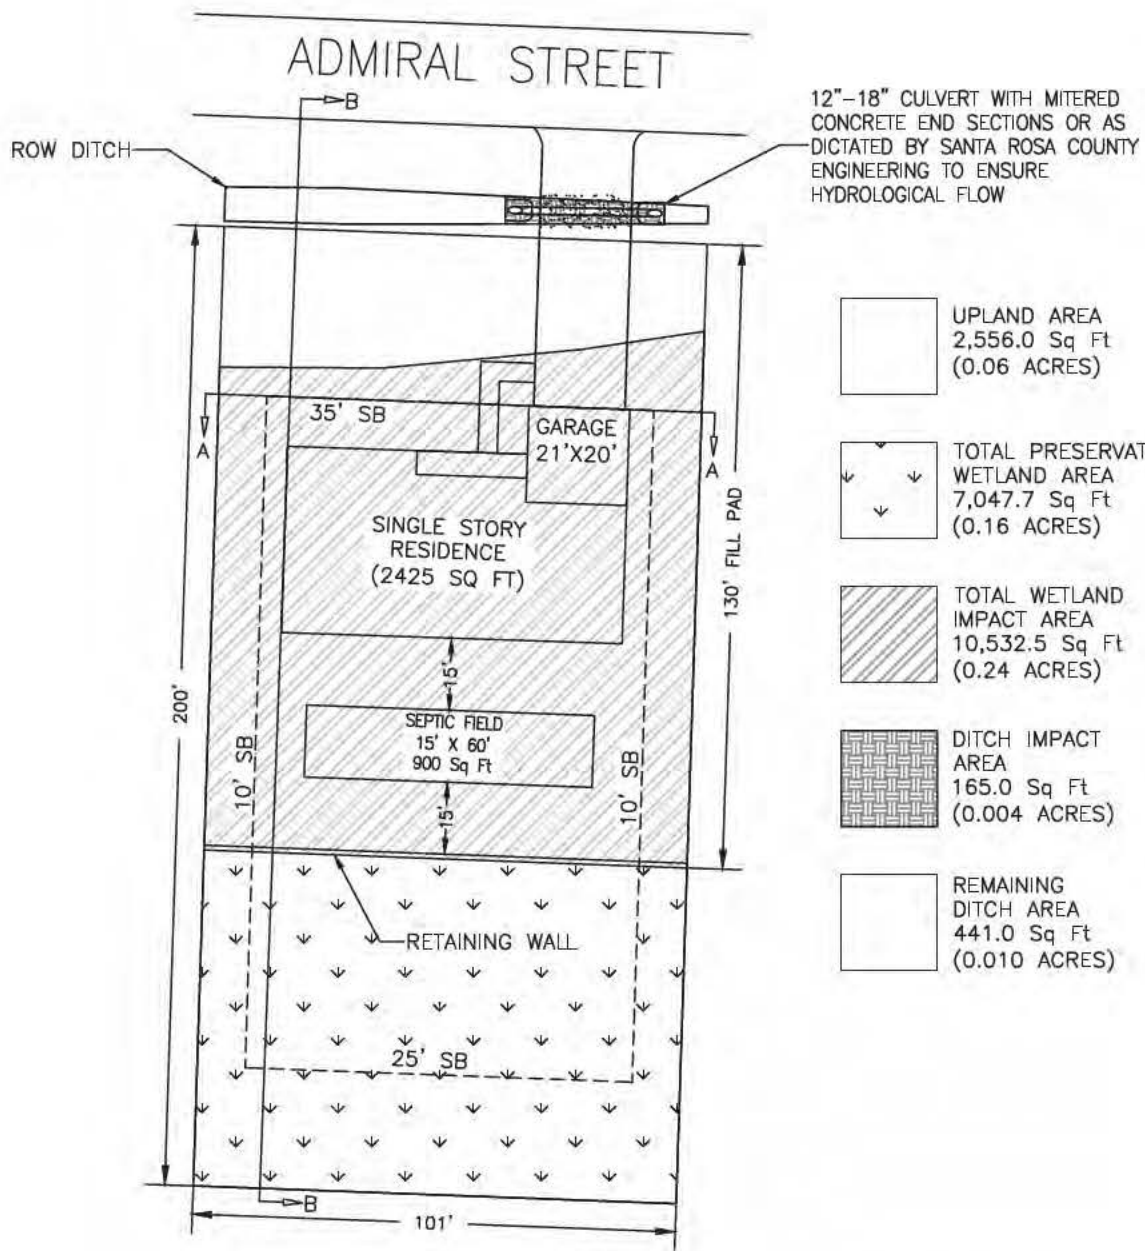 ADMIRAL STREET
B
ROW DITCH
12"-18" CULVERT WITH MITERED
CONCRETE END SECTIONS OR AS
DICTATED BY SANTA ROSA COUNTY
ENGINEERING TO ENSURE
HYDROLOGICAL FLOW
UPLAND AREA
2,556.0 Sq Ft
(0.06 ACRES)
35' SB
GARAGE
21'X20'
A
A
TOTAL PRESERVAT
WETLAND AREA
7,047.7 Sq Ft
(0.16 ACRES)
SINGLE STORY
RESIDENCE
(2425 SQ FT)
130' FILL PAD
TOTAL WETLAND
IMPACT AREA
10,532.5 Sq Ft
(0.24 ACRES)
15'
200'
SEPTIC FIELD
15' X 60'
900 Sq Ft
10' SB
10' SB
15'
DITCH IMPACT
AREA
165.0 Sq Ft
(0.004 ACRES)
RETAINING WALL
REMAINING
DITCH AREA
441.0 Sq Ft
(0.010 ACRES)
25' SB
B
101'